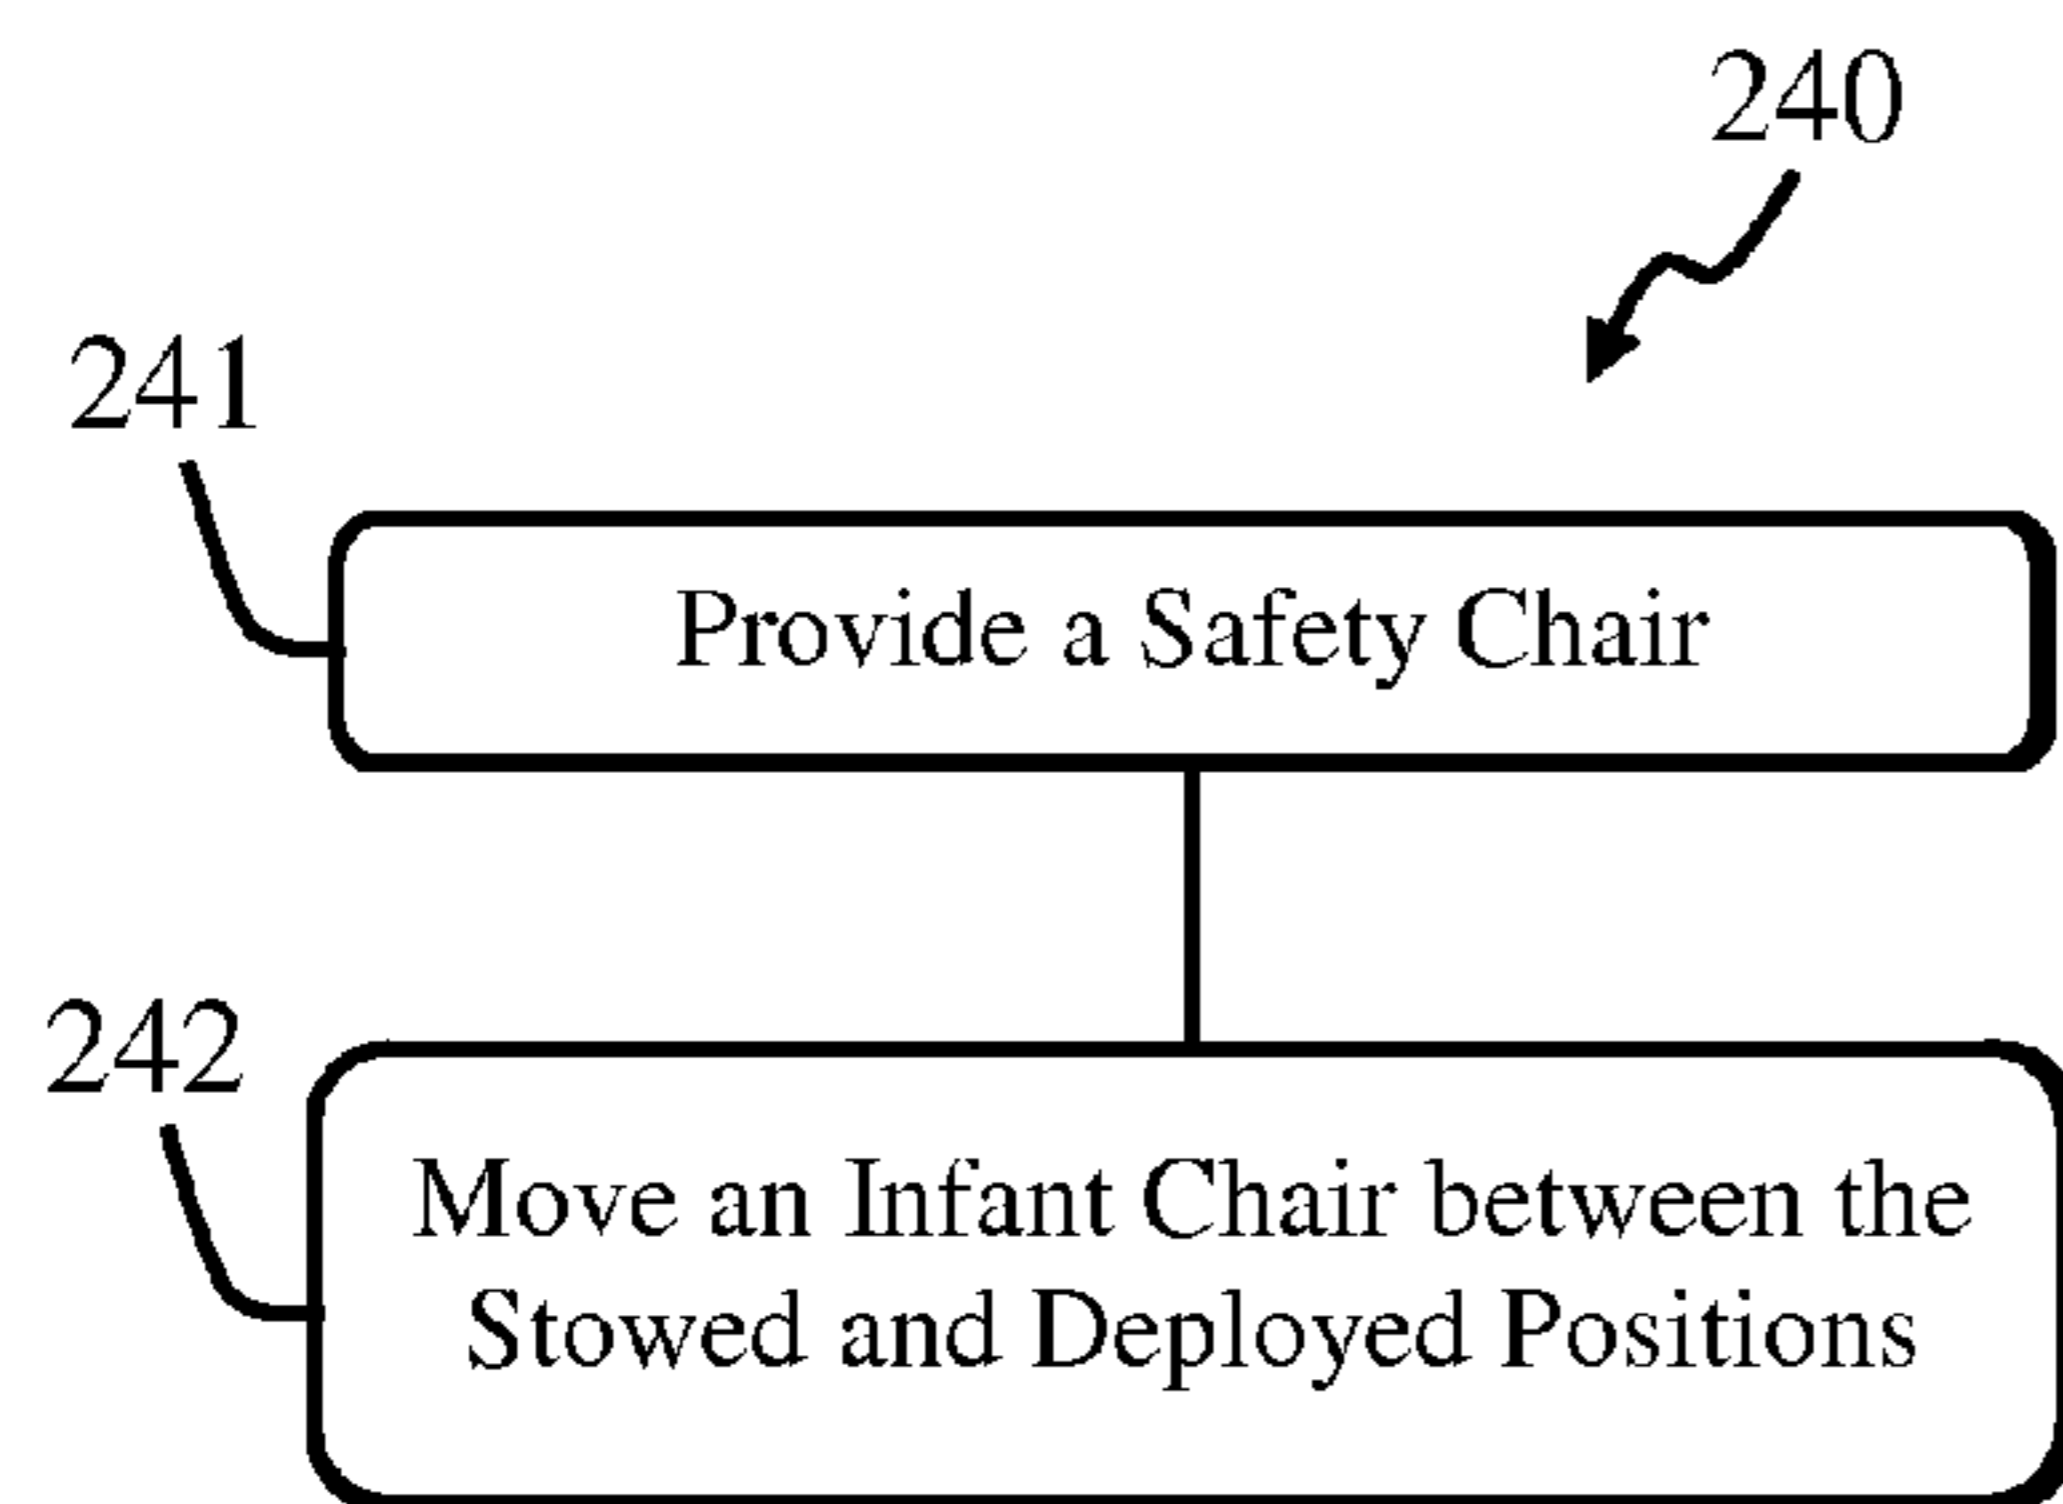 240
241
Provide a Safety Chair
242
Move an Infant Chair between the
Stowed and Deployed Positions